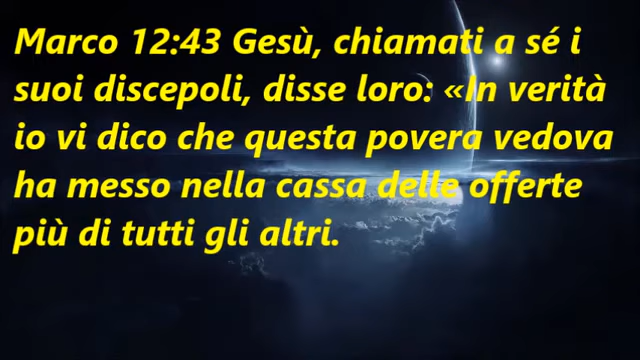 Marco 12:43 Gesù, chiamati a sé i
suoi discepoli, disse loro: «In verità
io vi dico che questa povera vedova
ha messo nella cassa delle offerte
più di tutti gli altri.